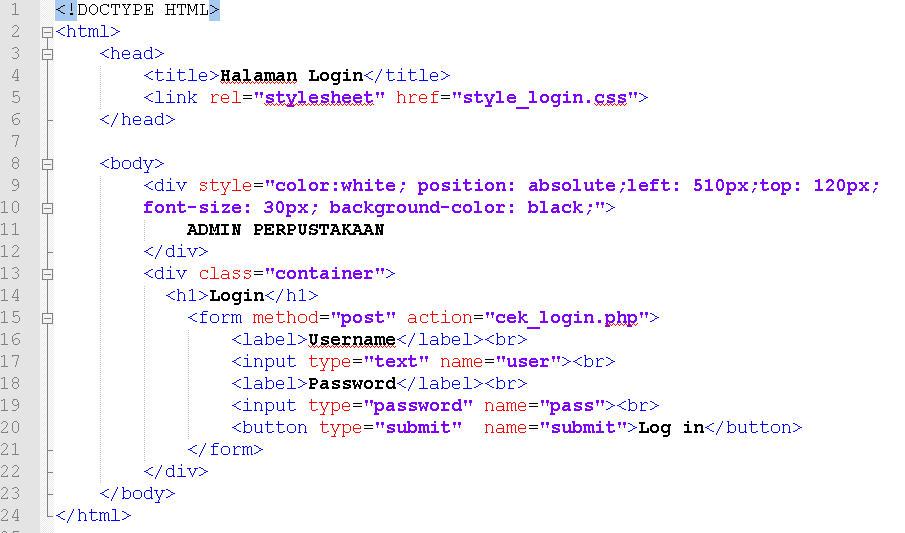 1 <!DOCTYPE HTML>
2 <html>
3     <head>
4         <title>Halaman Login</title>
5         <link rel="stylesheet" href="style_login.css">
6     </head>
7
8     <body>
9         <div style="color:white; position: absolute;left: 510px;top: 120px;
10         font-size: 30px; background-color: black;">
11             ADMIN PERPUSTAKAAN
12         </div>
13         <div class="container">
14           <h1>Login</h1>
15             <form method="post" action="cek_login.php">
16                 <label>Username</label><br>
17                 <input type="text" name="user"><br>
18                 <label>Password</label><br>
19                 <input type="password" name="pass"><br>
20                 <button type="submit"  name="submit">Log in</button>
21             </form>
22         </div>
23     </body>
24 </html>